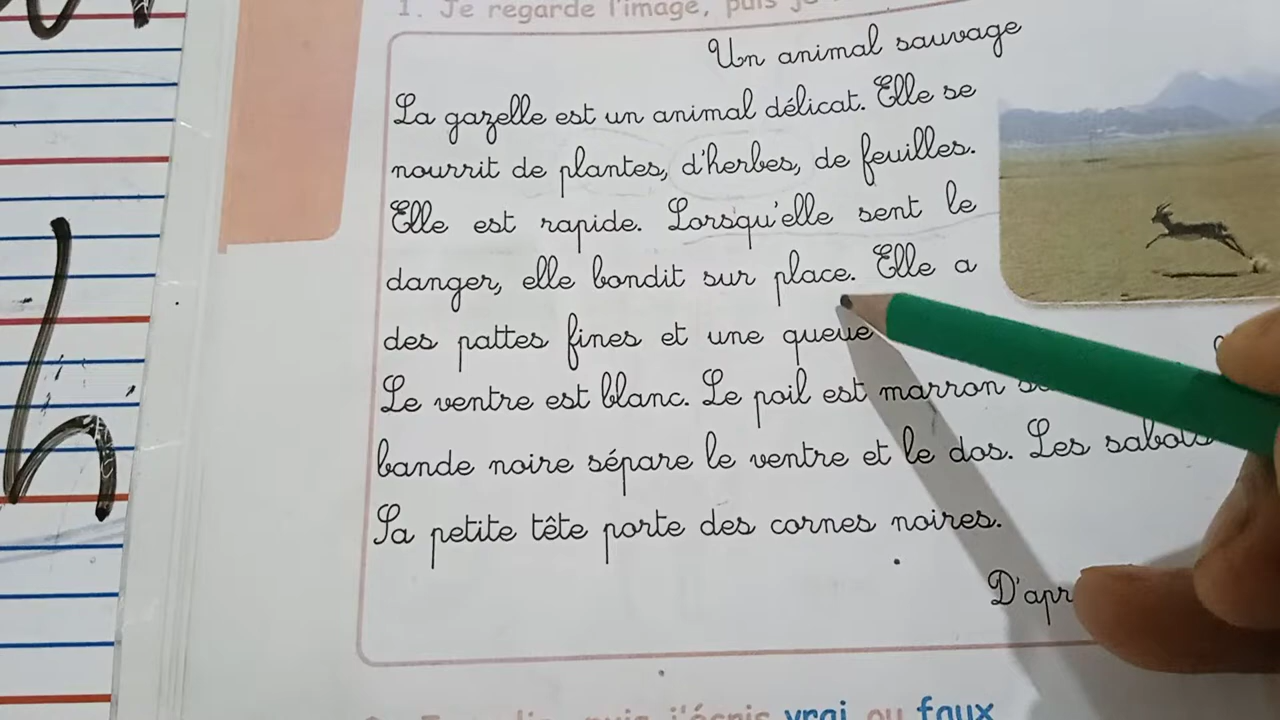 1. Je regarde l'image, puis je
Un animal sauvage
La gazelle est un animal délicat. Elle se
nourrit de plantes, d'herbes, de feuilles.
Elle est rapide. Lorsqu'elle sent le
danger, elle bondit sur place. Elle a
des pattes fines et une queue
Le ventre est blanc. Le poil est marron
bande noire sépare le ventre et le dos. Les sabots
Sa petite tête porte des cornes noires.
vrai ou faux